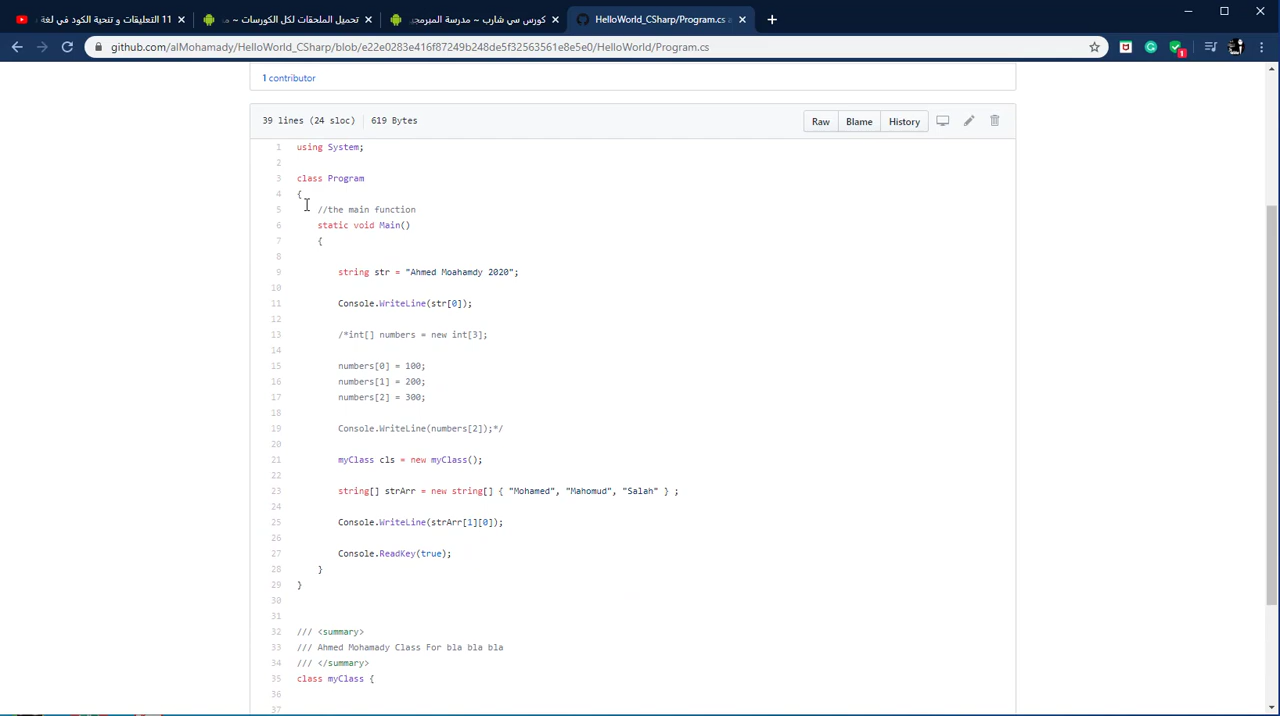 11 التعليقات و تنحية الكود في لغة
تحميل الملحقات لكل الكورسات ~ م
كورس سي شارب ~ مدرسة المبرمجي
HelloWorld_CSharp/Program.cs a
github.com/alMohamady/HelloWorld_CSharp/blob/e22e0283e416f87249b248de5f32563561e8e5e0/HelloWorld/Program.cs
1
1 contributor
39 lines (24 sloc) 619 Bytes
Raw Blame History
1 using System;
2
3 class Program
4 {
5 //the main function
6 static void Main()
7 {
8
9 string str = "Ahmed Moahamdy 2020";
10
11 Console.WriteLine(str[0]);
12
13 /*int[] numbers = new int[3];
14
15 numbers[0] = 100;
16 numbers[1] = 200;
17 numbers[2] = 300;
18
19 Console.WriteLine(numbers[2]);*/
20
21 myClass cls = new myClass();
22
23 string[] strArr = new string[] { "Mohamed", "Mahomud", "Salah" } ;
24
25 Console.WriteLine(strArr[1][0]);
26
27 Console.ReadKey(true);
28 }
29 }
30
31
32 /// <summary>
33 /// Ahmed Mohamady Class For bla bla bla
34 /// </summary>
35 class myClass {
36
37